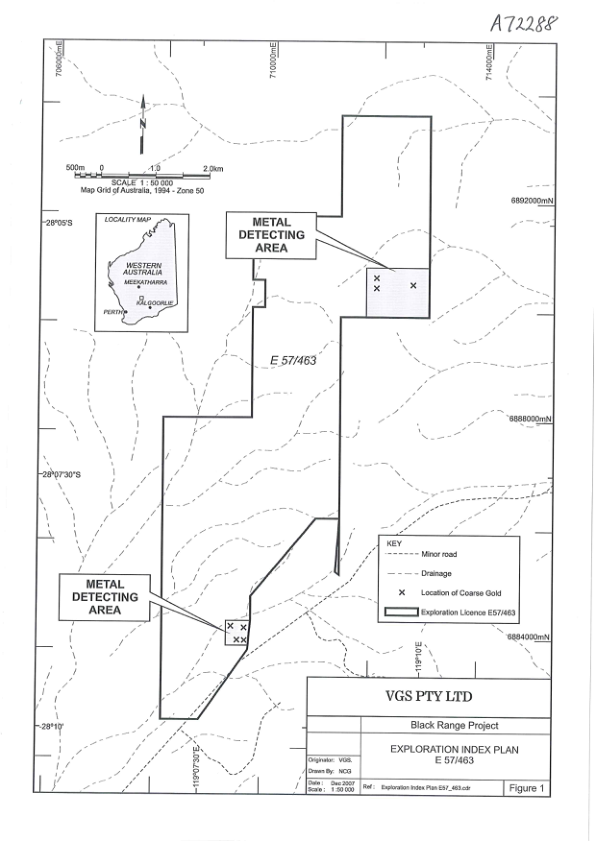 A72288
706000mE
710000mE
714000mE
N
500m 0 1.0 2.0km
SCALE 1 : 50 000
Map Grid of Australia, 1994 - Zone 50
6892000mN
28°05'S
LOCALITY MAP
WESTERN
AUSTRALIA
MEEKATHARRA
KALGOORLIE
PERTH
METAL
DETECTING
AREA
E 57/463
6888000mN
28°07'30"S
KEY
Minor road
Drainage
Location of Coarse Gold
Exploration Licence E57/463
METAL
DETECTING
AREA
6884000mN
119°10'E
28°10'
119°07'30"E
VGS PTY LTD
Black Range Project
EXPLORATION INDEX PLAN
E 57/463
Originator: VGS.
Drawn By: NCG
Date : Dec 2007
Scale : 1 :50 000
Ref : Exploration Index Plan E57_463.cdr
Figure 1